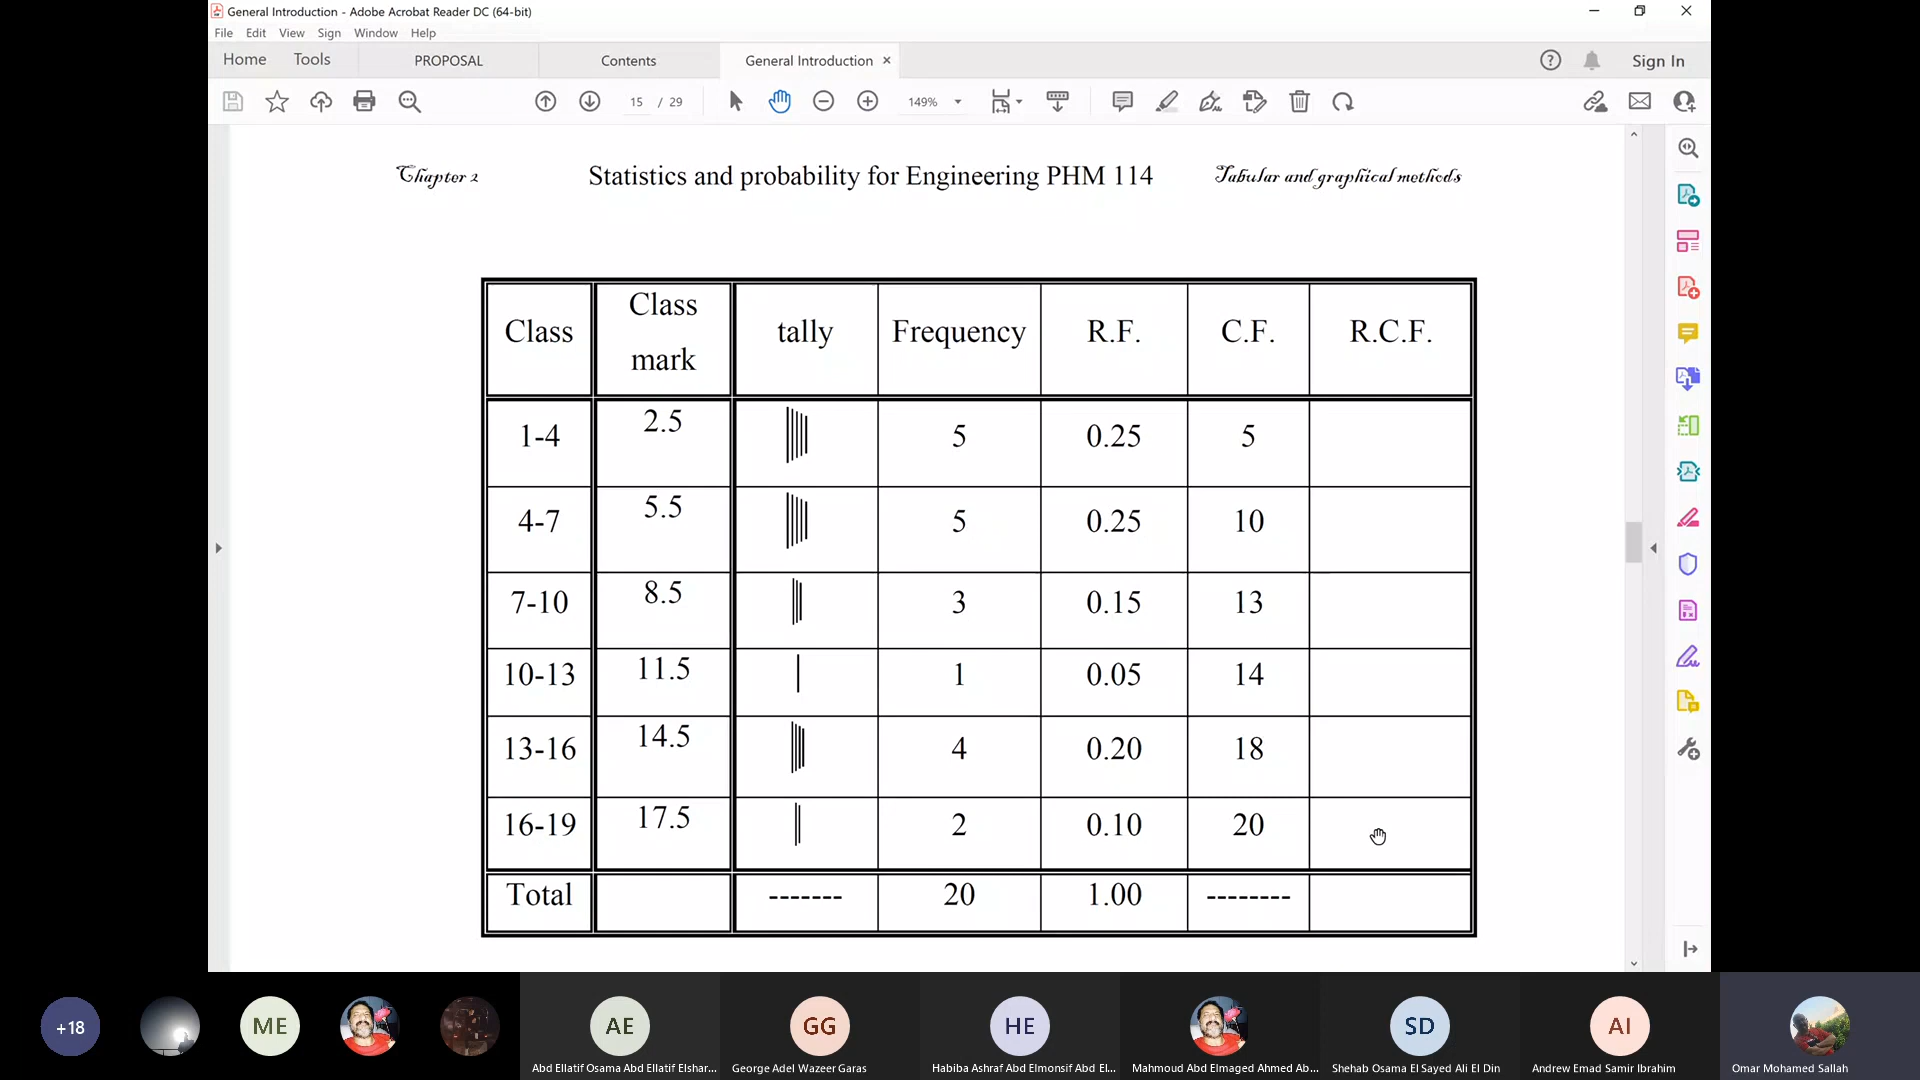 General Introduction - Adobe Acrobat Reader DC (64-bit)
File Edit View Sign Window Help
Home Tools PROPOSAL Contents General Introduction × Sign In
15 / 29 149%
Chapter 2 Statistics and probability for Engineering PHM 114 Tabular and graphical methods
Class Class mark tally Frequency R.F. C.F. R.C.F.
1-4 2.5 5 0.25 5
4-7 5.5 5 0.25 10
7-10 8.5 3 0.15 13
10-13 11.5 1 0.05 14
13-16 14.5 4 0.20 18
16-19 17.5 2 0.10 20
Total ------- 20 1.00 --------
+18 ME AE GG HE SD AI
Abd Ellatif Osama Abd Ellatif Elshar... George Adel Wazeer Garas Habiba Ashraf Abd Elmonsif Abd El... Mahmoud Abd Elmaged Ahmed Ab... Shehab Osama El Sayed Ali El Din Andrew Emad Samir Ibrahim Omar Mohamed Sallah